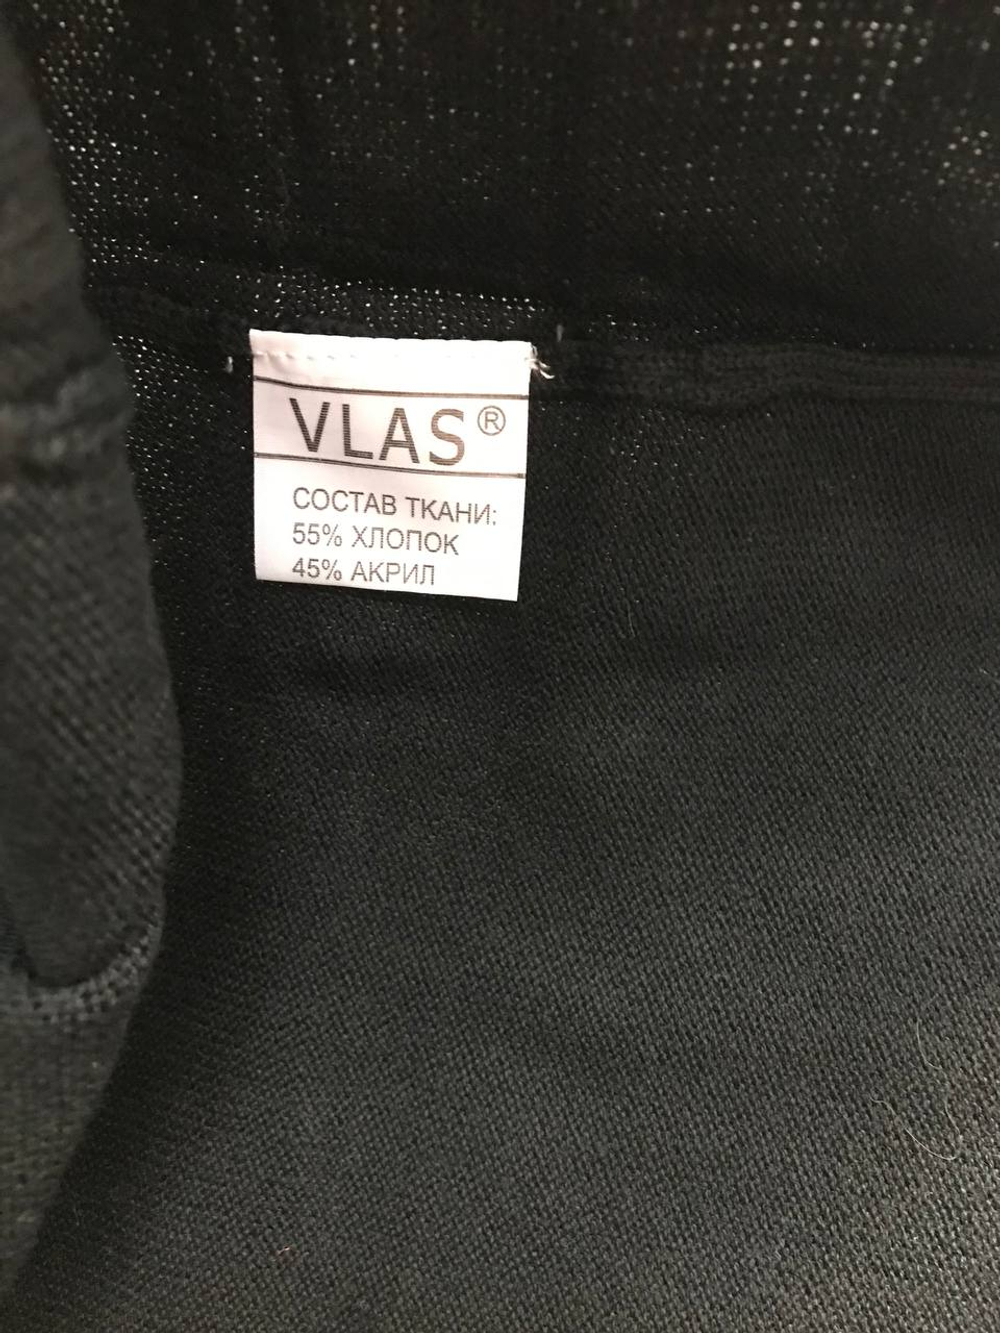 VLAS®
СОСТАВ ТКАНИ:
55% ХЛОПОК
45% АКРИЛ